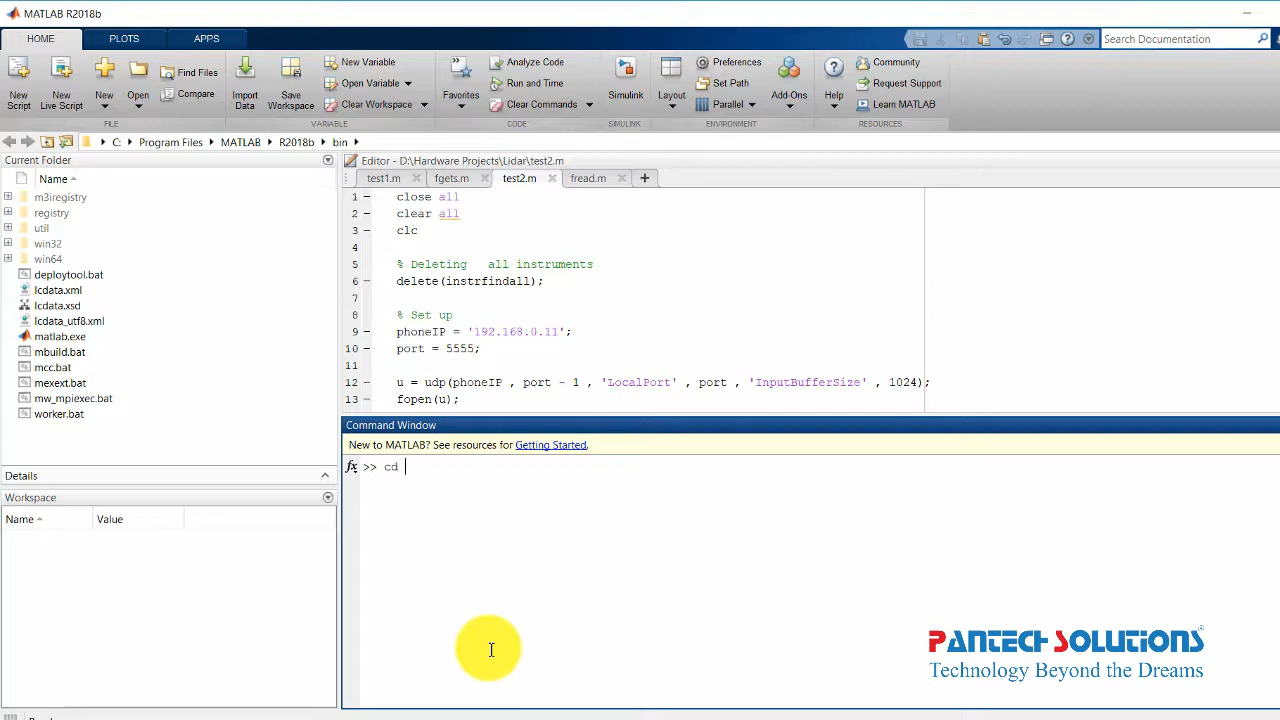 MATLAB R2018b
HOME PLOTS APPS
Search Documentation
New Script
New Live Script
New
Open
Find Files
Compare
FILE
Import Data
Save Workspace
New Variable
Open Variable
Clear Workspace
VARIABLE
Favorites
Analyze Code
Run and Time
Clear Commands
CODE
Simulink
SIMULINK
Layout
Preferences
Set Path
Parallel
Add-Ons
ENVIRONMENT
Help
Community
Request Support
Learn MATLAB
RESOURCES
C: Program Files MATLAB R2018b bin
Current Folder
Name
m3iregistry
registry
util
win32
win64
deploytool.bat
lcdata.xml
lcdata.xsd
lcdata_utf8.xml
matlab.exe
mbuild.bat
mcc.bat
mexext.bat
mw_mpiexec.bat
worker.bat
Details
Workspace
Name Value
Editor - D:\Hardware Projects\Lidar\test2.m
test1.m fgets.m test2.m fread.m
1 close all
2 clear all
3 clc
4
5 % Deleting all instruments
6 delete(instrfindall);
7
8 % Set up
9 phoneIP = '192.168.0.11';
10 port = 5555;
11
12 u = udp(phoneIP , port - 1 , 'LocalPort' , port , 'InputBufferSize' , 1024);
13 fopen(u);
Command Window
New to MATLAB? See resources for Getting Started.
fx >> cd
PANTECH SOLUTIONS
Technology Beyond the Dreams